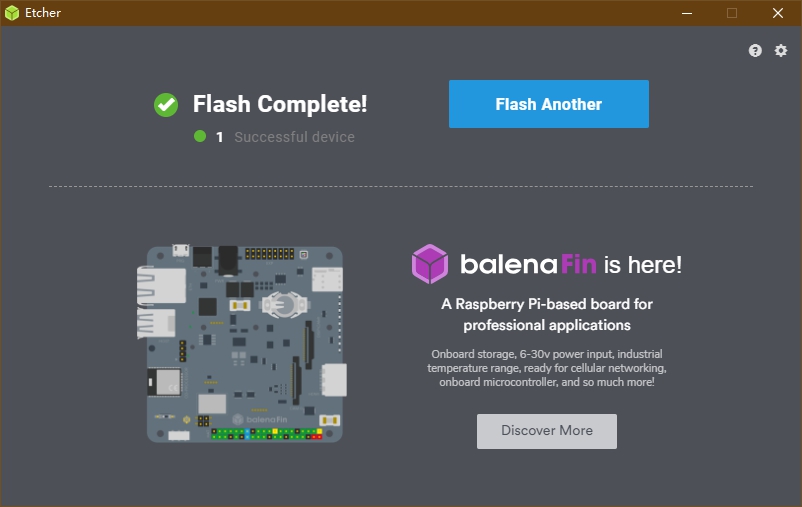 Etcher
Flash Complete!
Flash Another
1 Successful device
balenaFin is here!
A Raspberry Pi-based board for
professional applications
Onboard storage, 6-30v power input, industrial
temperature range, ready for cellular networking,
onboard microcontroller, and so much more!
balenaFin
Discover More